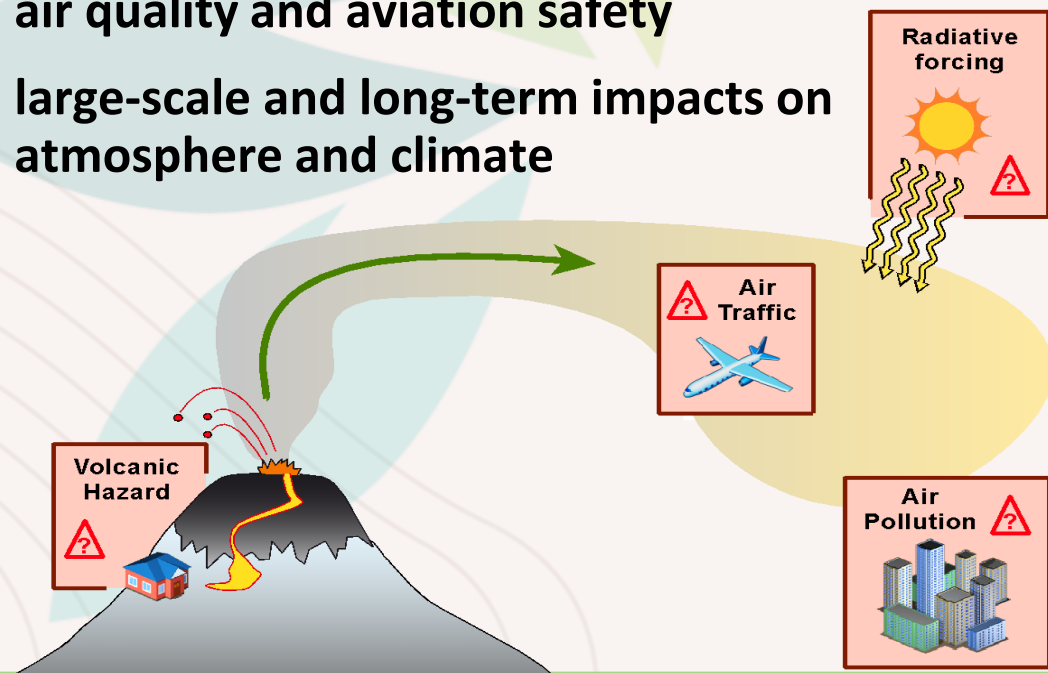 air quality and aviation safety
large-scale and long-term impacts on
atmosphere and climate
Radiative
forcing
?
?
Air
Traffic
Volcanic
Hazard
?
Air
Pollution
?